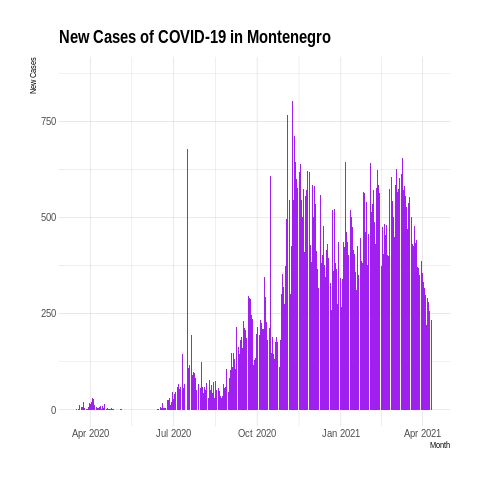 New Cases of COVID-19 in Montenegro
New Cases
750
500
250
0
Apr 2020
Jul 2020
Oct 2020
Jan 2021
Apr 2021
Month